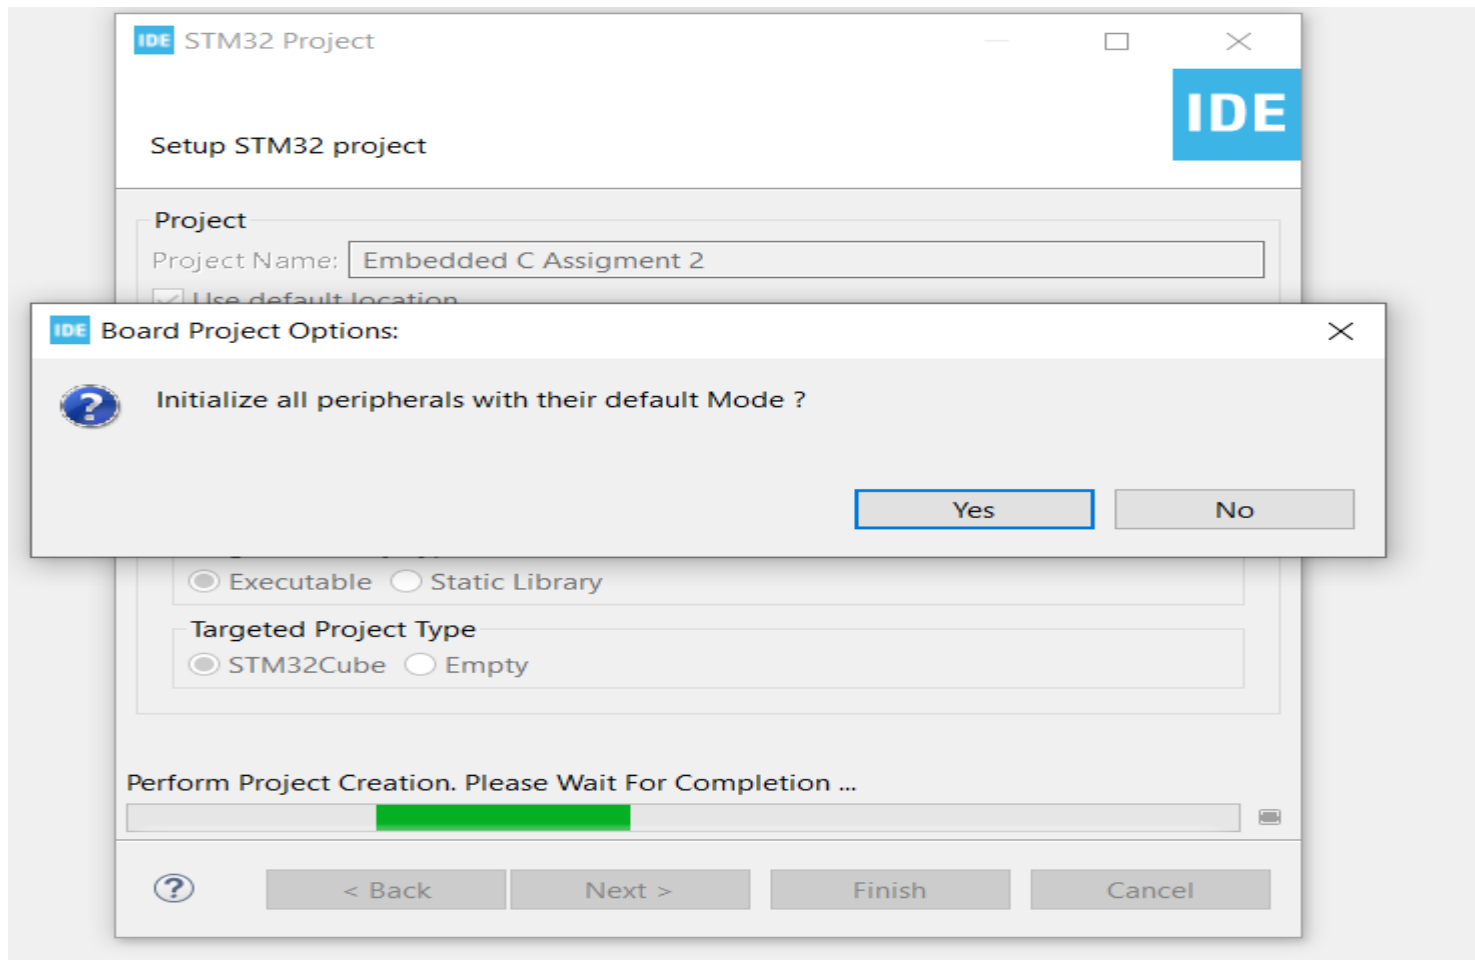 IDE STM32 Project
IDE
Setup STM32 project
Project
Project Name: Embedded C Assigment 2
Use default location
IDE Board Project Options:
Initialize all peripherals with their default Mode ?
Yes No
Executable Static Library
Targeted Project Type
STM32Cube Empty
Perform Project Creation. Please Wait For Completion ...
? < Back Next > Finish Cancel